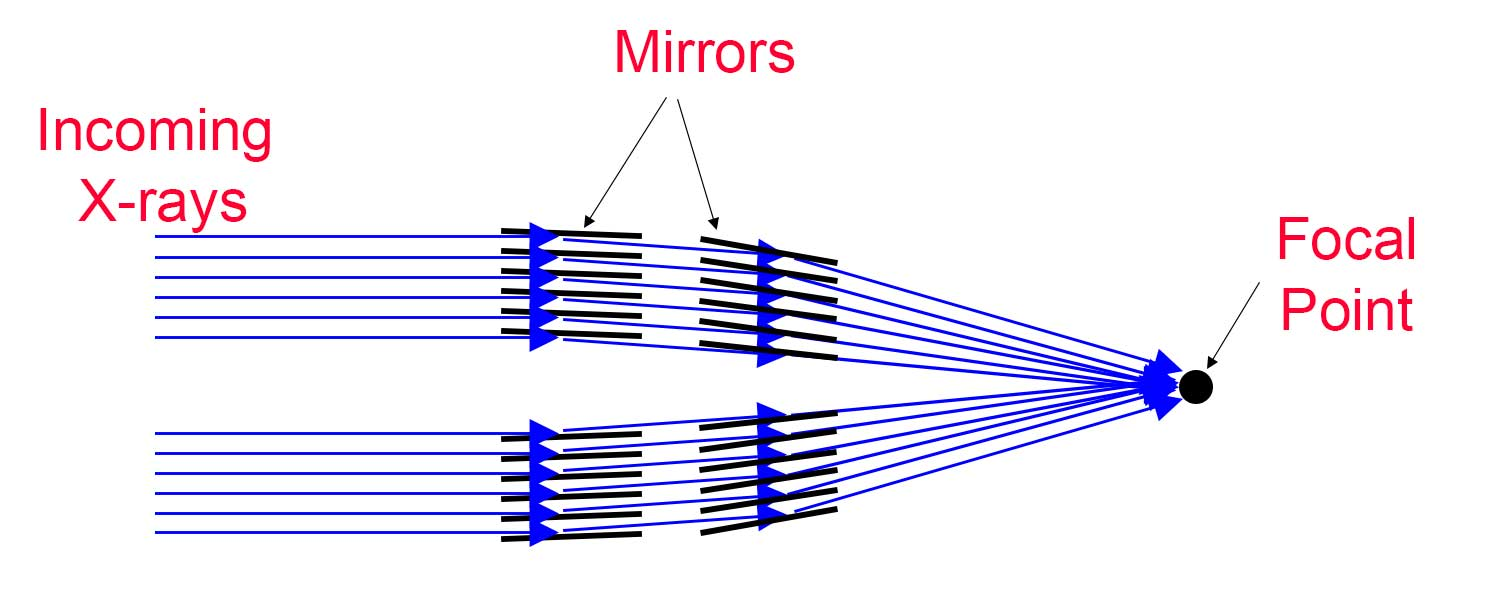 Mirrors
Incoming
X-rays
Focal
Point